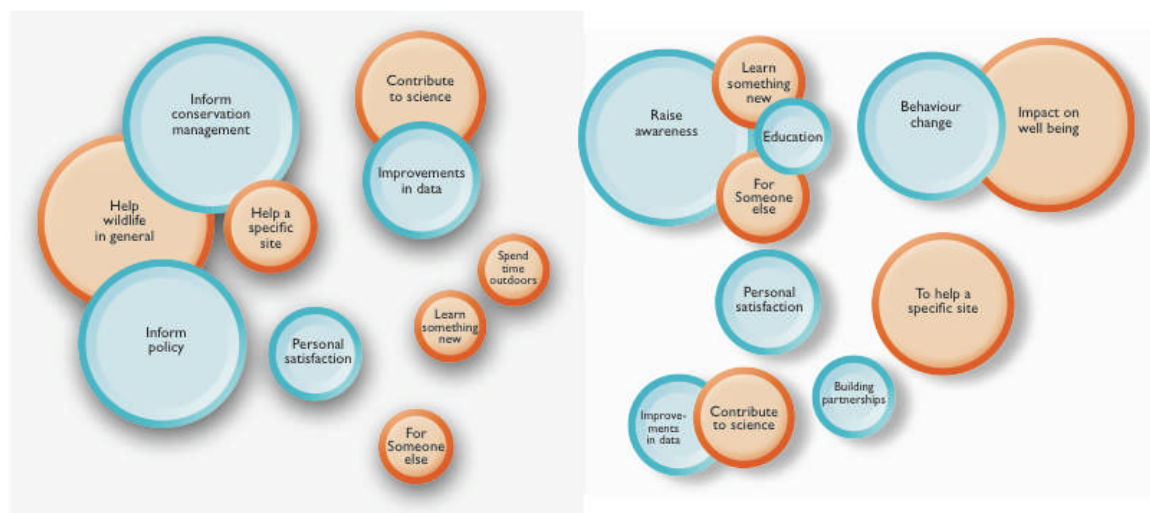 Inform
conservation
management
Contribute
to science
Improvements
in data
Help
wildlife
in general
Help a
specific
site
Spend
time
outdoors
Learn
something
new
Inform
policy
Personal
satisfaction
For
Someone
else
Raise
awareness
Learn
something
new
Education
For
Someone
else
Behaviour
change
Impact on
well being
Personal
satisfaction
To help a
specific site
Building
partnerships
Improve-
ments
in data
Contribute
to science